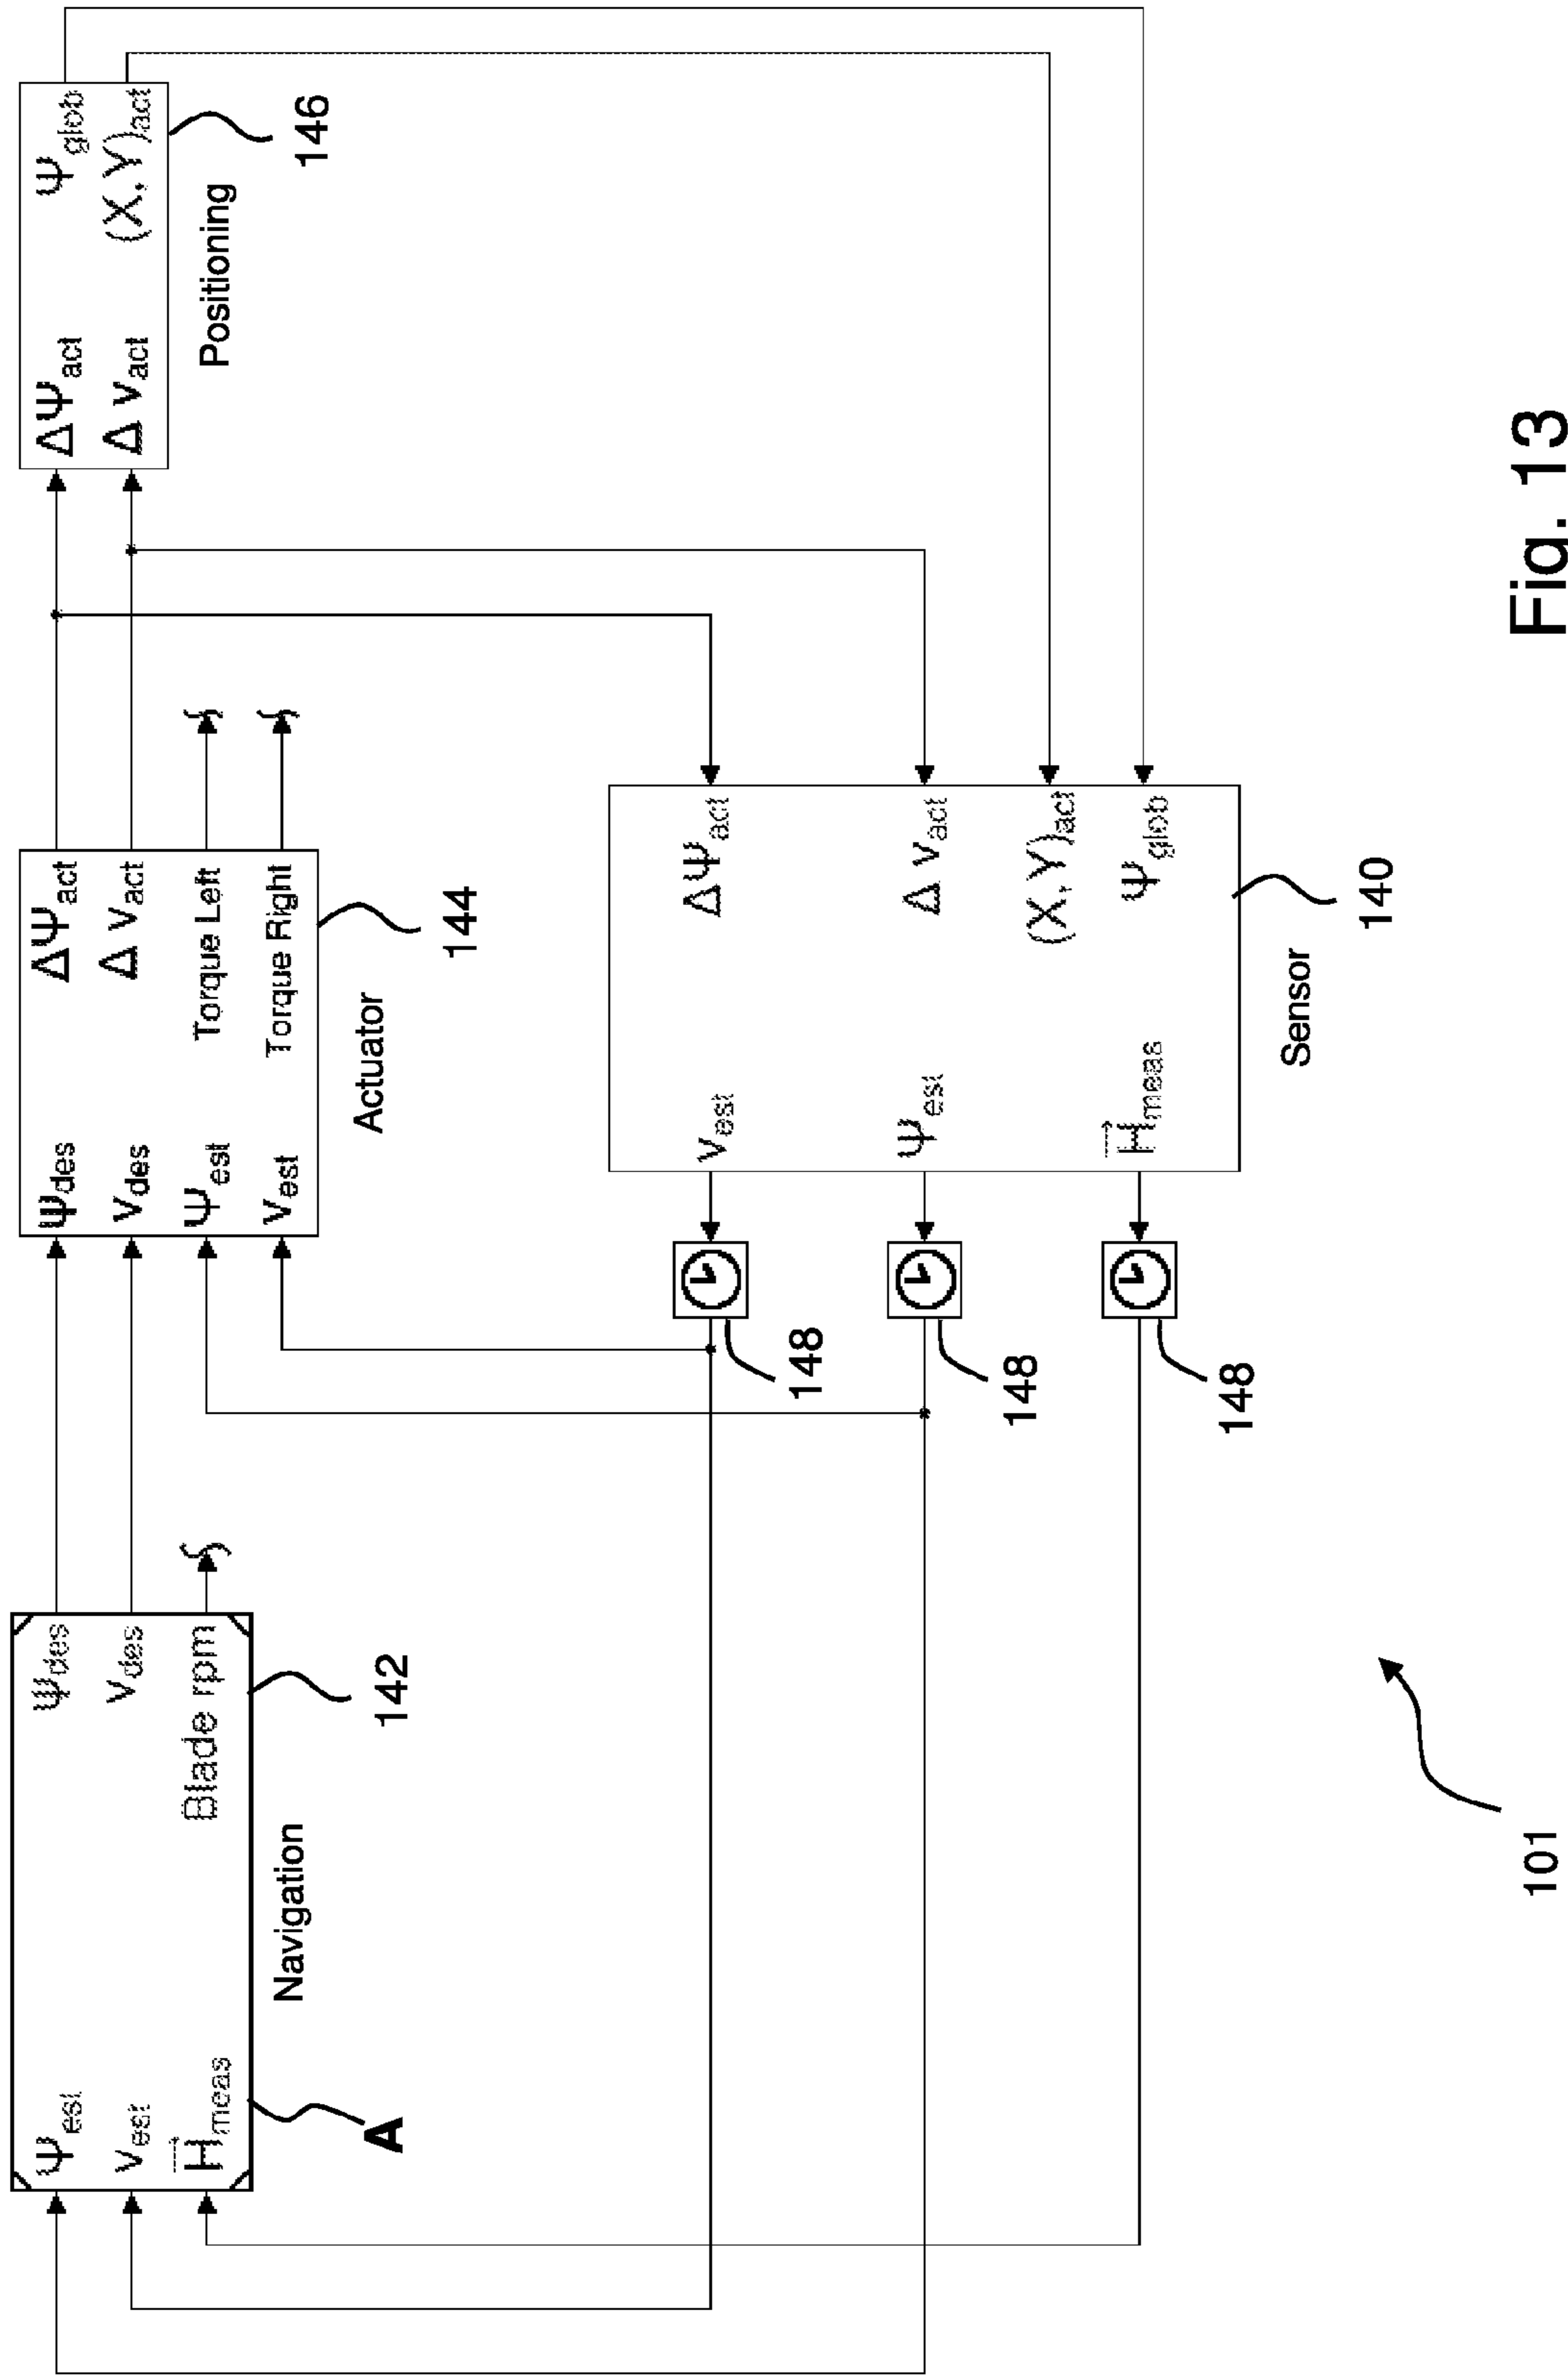 Ψest Ψdes
vest vdes
H⃗meas Blade rpm
A
142
Navigation
Ψdes ΔΨact
vdes Δ vact
Ψest Torque Left
vest Torque Right
144
Actuator
ΔΨact Ψglob
Δ vact (X,Y)act
146
Positioning
vest ΔΨact
Ψest Δ vact
H⃗meas (X,Y)act
Ψglob
140
Sensor
148
148
148
101
Fig. 13